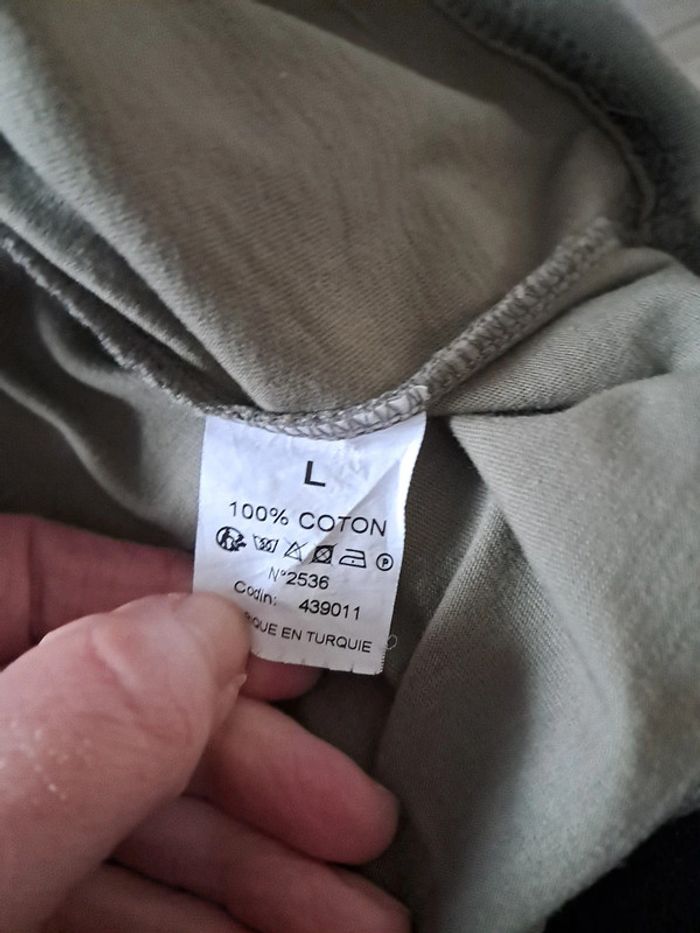 L
100% COTON
P
N°2536
Codin: 439011
QUE EN TURQUIE